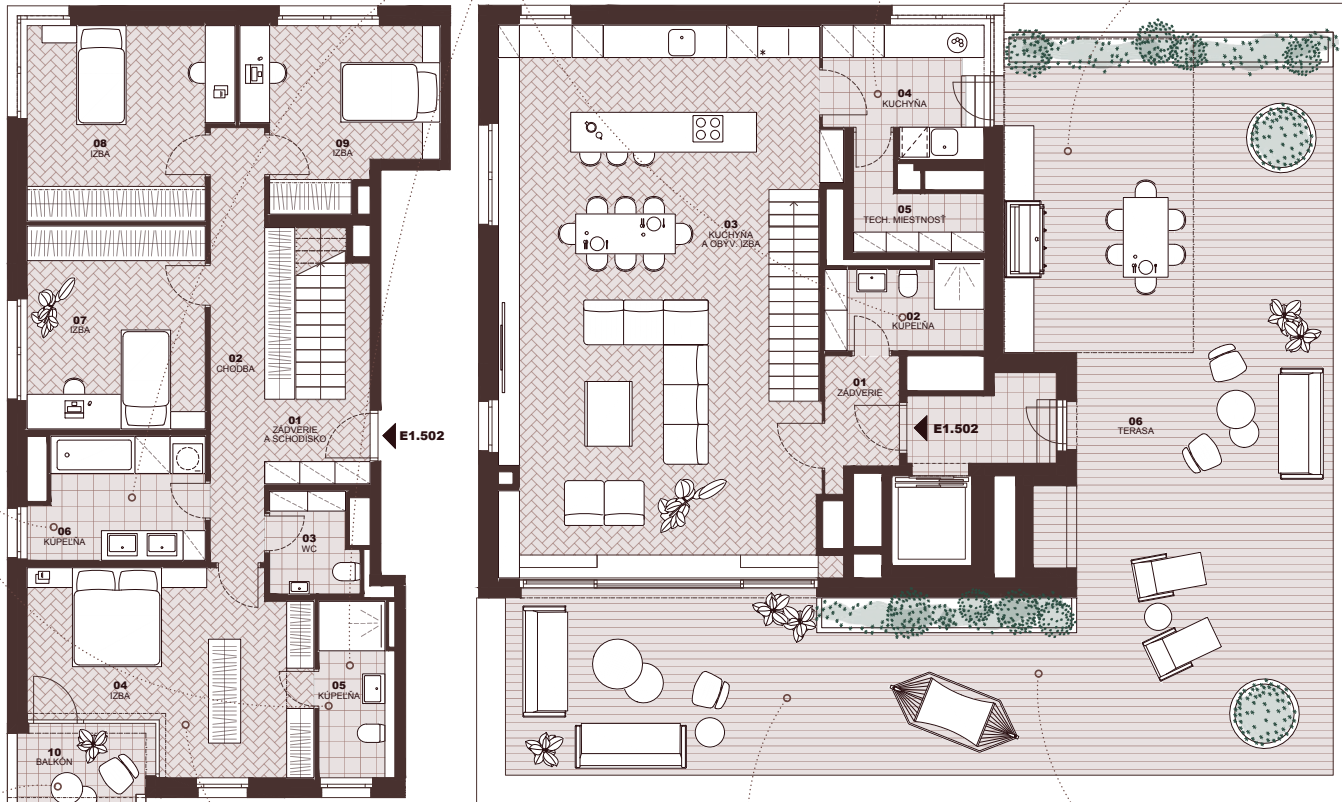 08
IZBA
09
IZBA
07
IZBA
02
CHODBA
01
ZÁDVERIE
A SCHODISKO
E1.502
06
KÚPEĽŇA
03
WC
04
IZBA
05
KÚPEĽŇA
10
BALKÓN
04
KUCHYŇA
03
KUCHYŇA
A OBÝV. IZBA
05
TECH. MIESTNOSŤ
02
KÚPEĽŇA
01
ZÁDVERIE
E1.502
06
TERASA